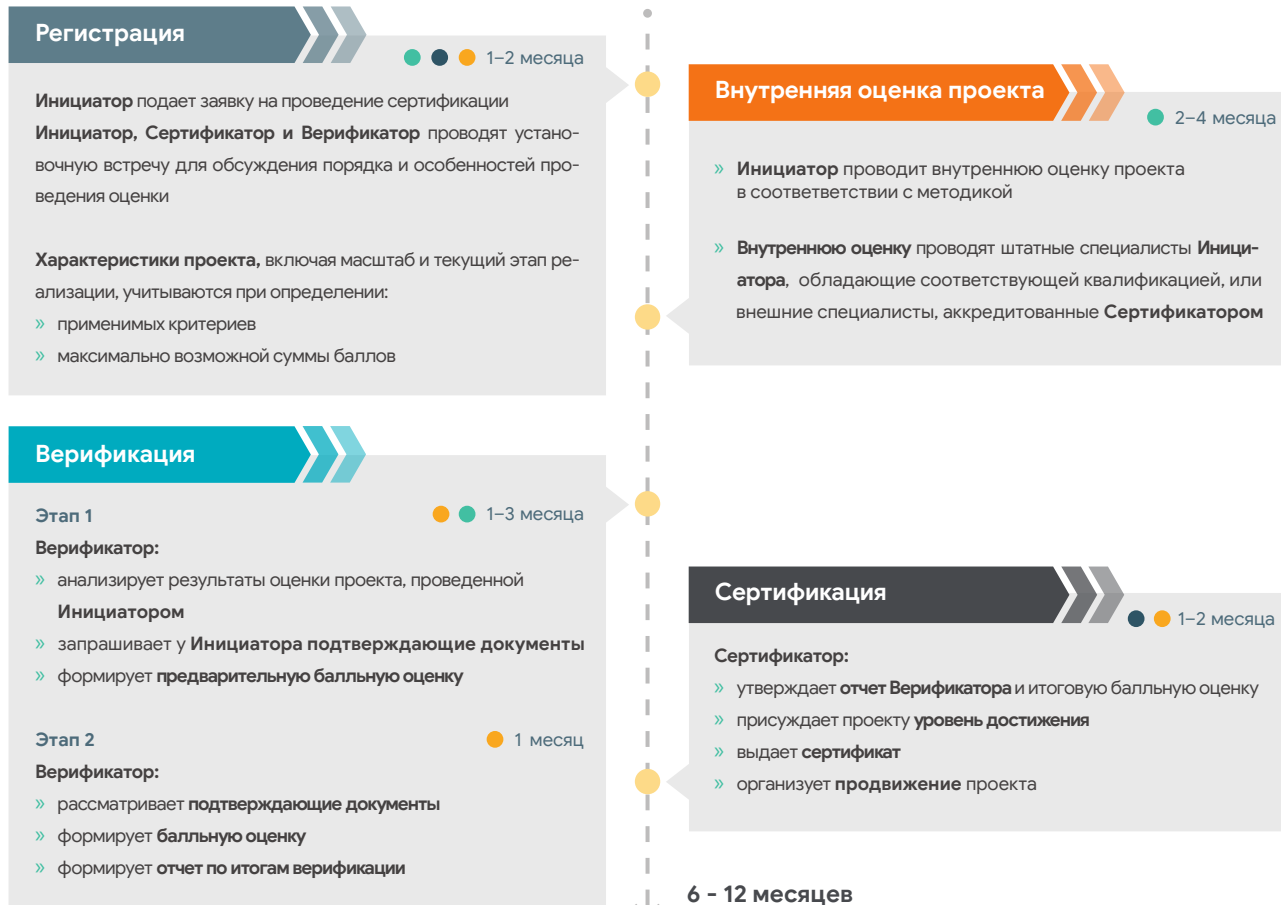 Регистрация
1–2 месяца
Инициатор подает заявку на проведение сертификации
Инициатор, Сертификатор и Верификатор проводят устано-
вочную встречу для обсуждения порядка и особенностей про-
ведения оценки
Характеристики проекта, включая масштаб и текущий этап ре-
ализации, учитываются при определении:
» применимых критериев
» максимально возможной суммы баллов
Внутренняя оценка проекта
2–4 месяца
» Инициатор проводит внутреннюю оценку проекта
в соответветствии с методикой
» Внутреннюю оценку проводят штатные специалисты Иници-
атора, обладающие соответствующей квалификацией, или
внешние специалисты, аккредитованные Сертификатором
Верификация
Этап 1
1–3 месяца
Верификатор:
» анализирует результаты оценки проекта, проведенной
Инициатором
» запрашивает у Инициатора подтверждающие документы
» формирует предварительную балльную оценку
Этап 2
1 месяц
Верификатор:
» рассматривает подтверждающие документы
» формирует балльную оценку
» формирует отчет по итогам верификации
Сертификация
1–2 месяца
Сертификатор:
» утверждает отчет Верификатора и итоговую балльную оценку
» присуждает проекту уровень достижения
» выдает сертификат
» организует продвижение проекта
6 - 12 месяцев